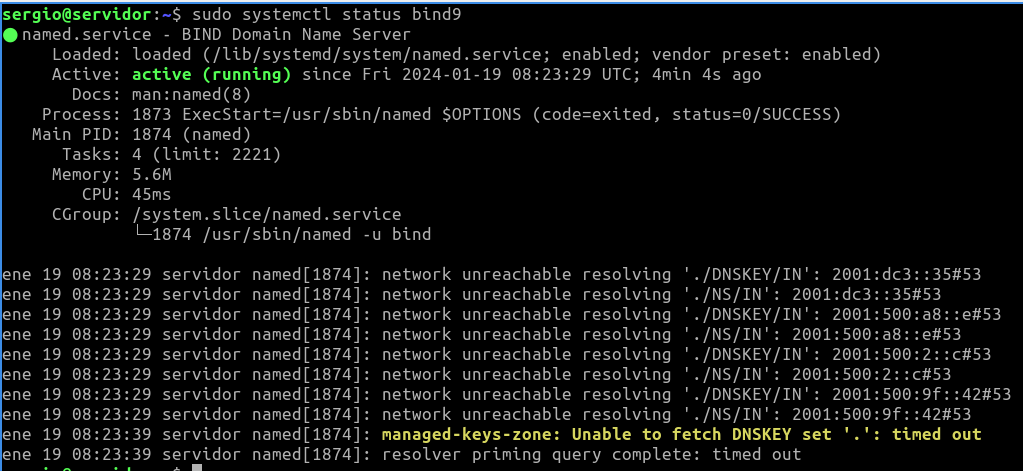 sergio@servidor:~$ sudo systemctl status bind9
● named.service - BIND Domain Name Server
Loaded: loaded (/lib/systemd/system/named.service; enabled; vendor preset: enabled)
Active: active (running) since Fri 2024-01-19 08:23:29 UTC; 4min 4s ago
Docs: man:named(8)
Process: 1873 ExecStart=/usr/sbin/named $OPTIONS (code=exited, status=0/SUCCESS)
Main PID: 1874 (named)
Tasks: 4 (limit: 2221)
Memory: 5.6M
CPU: 45ms
CGroup: /system.slice/named.service
└─1874 /usr/sbin/named -u bind
ene 19 08:23:29 servidor named[1874]: network unreachable resolving './DNSKEY/IN': 2001:dc3::35#53
ene 19 08:23:29 servidor named[1874]: network unreachable resolving './NS/IN': 2001:dc3::35#53
ene 19 08:23:29 servidor named[1874]: network unreachable resolving './DNSKEY/IN': 2001:500:a8::e#53
ene 19 08:23:29 servidor named[1874]: network unreachable resolving './NS/IN': 2001:500:a8::e#53
ene 19 08:23:29 servidor named[1874]: network unreachable resolving './DNSKEY/IN': 2001:500:2::c#53
ene 19 08:23:29 servidor named[1874]: network unreachable resolving './NS/IN': 2001:500:2::c#53
ene 19 08:23:29 servidor named[1874]: network unreachable resolving './DNSKEY/IN': 2001:500:9f::42#53
ene 19 08:23:29 servidor named[1874]: network unreachable resolving './NS/IN': 2001:500:9f::42#53
ene 19 08:23:39 servidor named[1874]: managed-keys-zone: Unable to fetch DNSKEY set '.': timed out
ene 19 08:23:39 servidor named[1874]: resolver priming query complete: timed out
sergio@servidor:~$